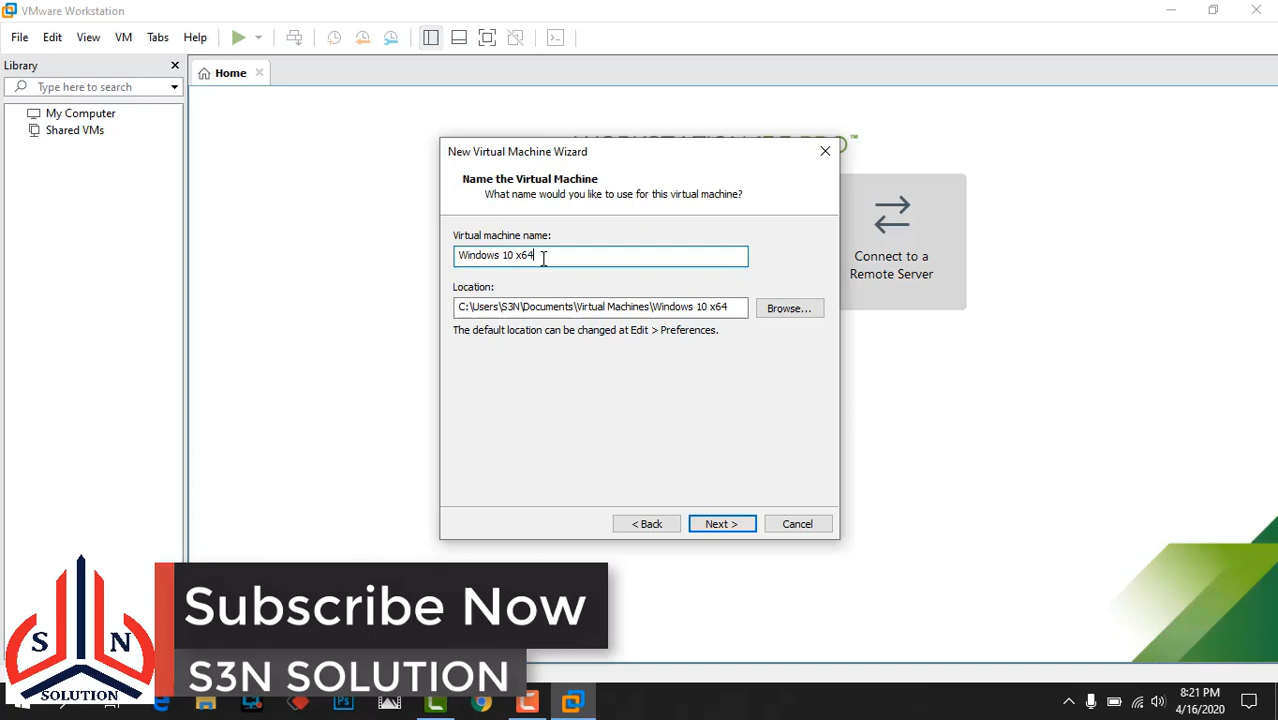 VMware Workstation
File Edit View VM Tabs Help
Library
Type here to search
My Computer
Shared VMs
Home
™
Connect to a
Remote Server
New Virtual Machine Wizard
Name the Virtual Machine
What name would you like to use for this virtual machine?
Virtual machine name:
Windows 10 x64
Location:
C:\Users\S3N\Documents\Virtual Machines\Windows 10 x64
Browse...
The default location can be changed at Edit > Preferences.
< Back
Next >
Cancel
Subscribe Now
S3N SOLUTION
S N
SOLUTION
Ps
8:21 PM
4/16/2020